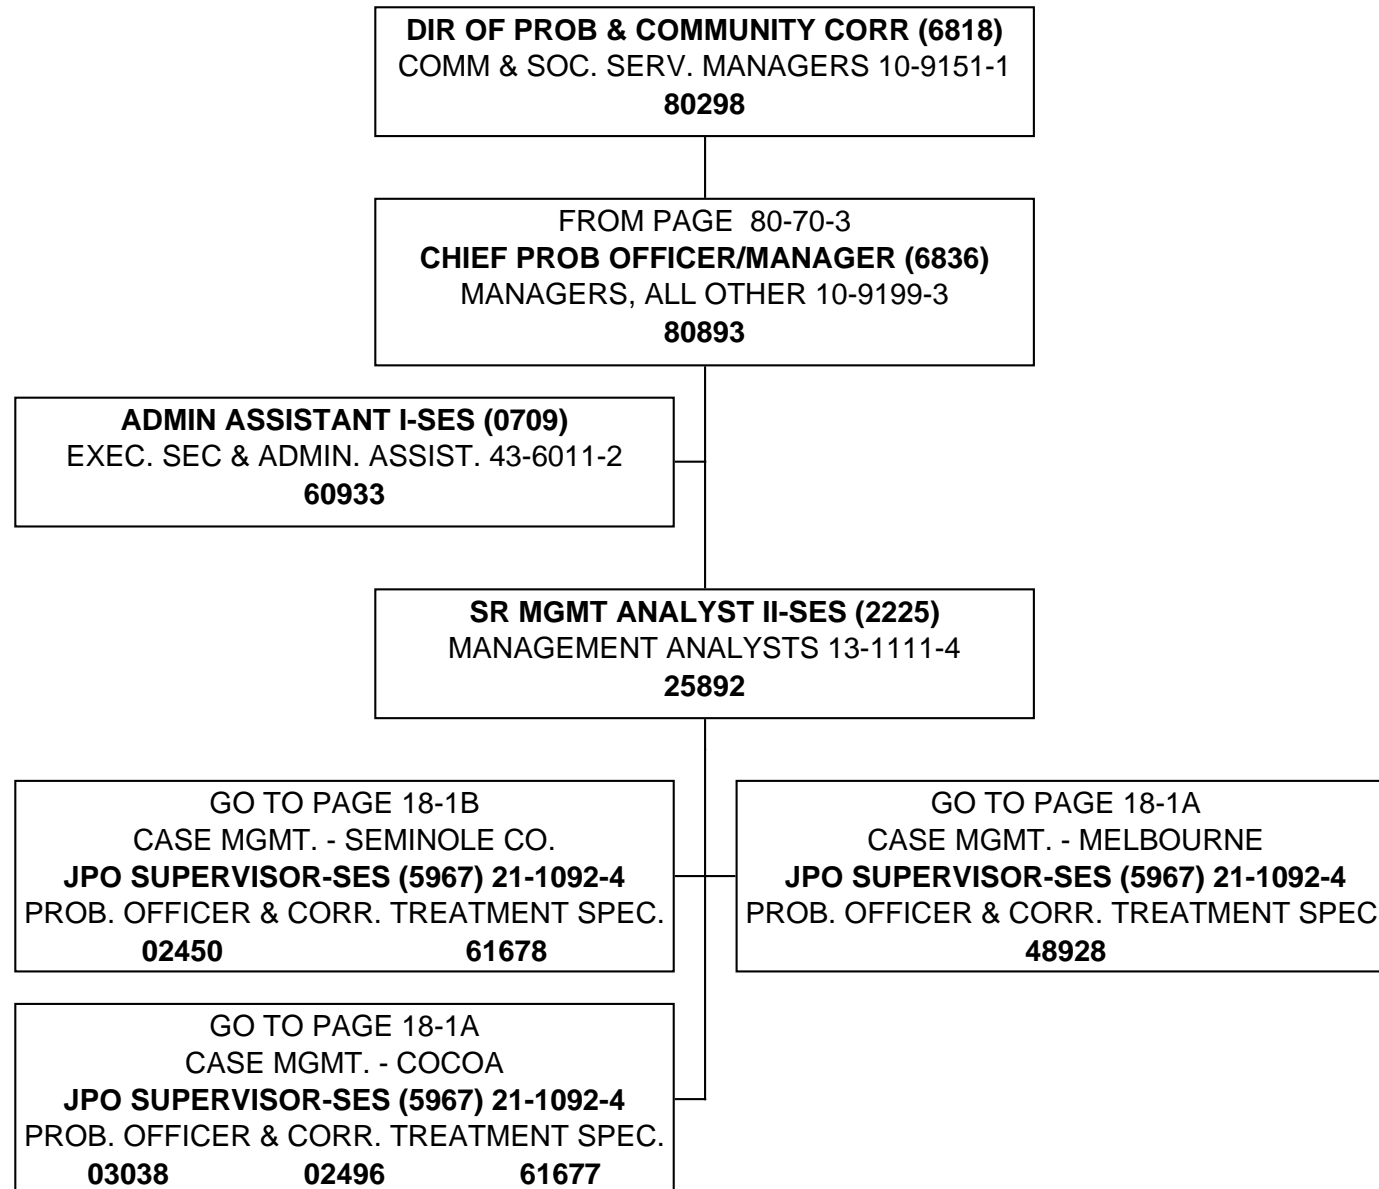 DIR OF PROB & COMMUNITY CORR (6818)
COMM & SOC. SERV. MANAGERS 10-9151-1
80298
FROM PAGE  80-70-3
CHIEF PROB OFFICER/MANAGER (6836)
MANAGERS, ALL OTHER 10-9199-3
80893
ADMIN ASSISTANT I-SES (0709)
EXEC. SEC & ADMIN. ASSIST. 43-6011-2
60933
SR MGMT ANALYST II-SES (2225)
MANAGEMENT ANALYSTS 13-1111-4
25892
GO TO PAGE 18-1B
CASE MGMT. - SEMINOLE CO.
JPO SUPERVISOR-SES (5967) 21-1092-4
PROB. OFFICER & CORR. TREATMENT SPEC.
02450 61678
GO TO PAGE 18-1A
CASE MGMT. - MELBOURNE
JPO SUPERVISOR-SES (5967) 21-1092-4
PROB. OFFICER & CORR. TREATMENT SPEC
48928
GO TO PAGE 18-1A
CASE MGMT. - COCOA
JPO SUPERVISOR-SES (5967) 21-1092-4
PROB. OFFICER & CORR. TREATMENT SPEC.
03038 02496 61677